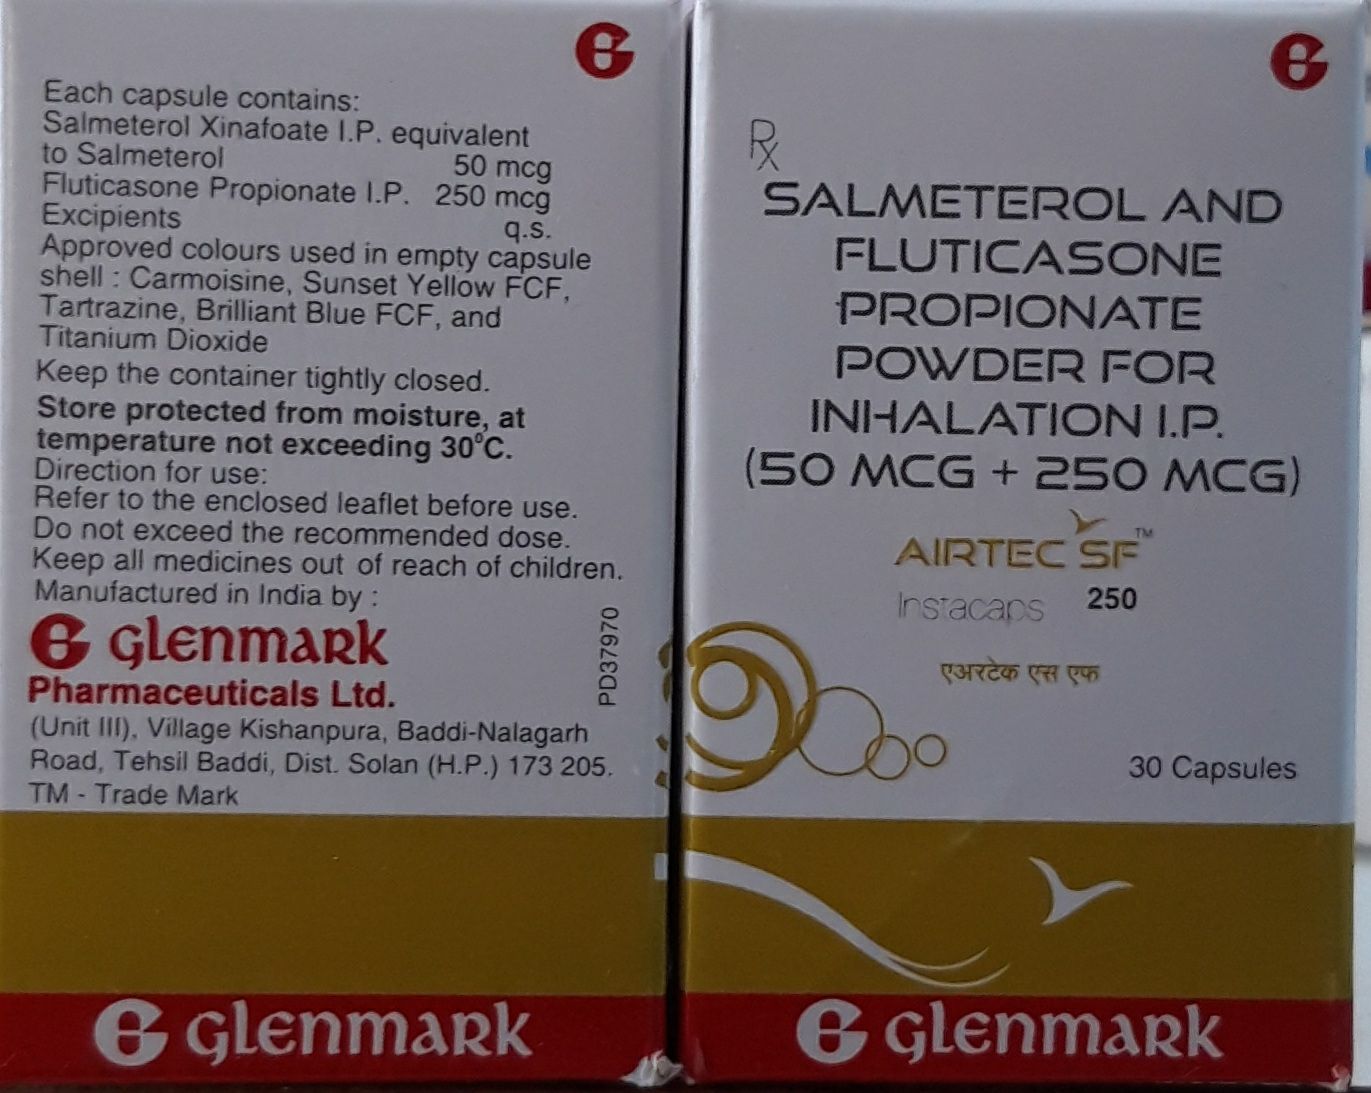 Each capsule contains:
Salmeterol Xinafoate I.P. equivalent
to Salmeterol 50 mcg
Fluticasone Propionate I.P. 250 mcg
Excipients q.s.
Approved colours used in empty capsule
shell : Carmoisine, Sunset Yellow FCF,
Tartrazine, Brilliant Blue FCF, and
Titanium Dioxide
Keep the container tightly closed.
Store protected from moisture, at
temperature not exceeding 30°C.
Direction for use:
Refer to the enclosed leaflet before use.
Do not exceed the recommended dose.
Keep all medicines out of reach of children.
Manufactured in India by :
glenmark
Pharmaceuticals Ltd.
(Unit III), Village Kishanpura, Baddi-Nalagarh
Road, Tehsil Baddi, Dist. Solan (H.P.) 173 205.
TM - Trade Mark
PD37970
glenmark
Rx
SALMETEROL AND
FLUTICASONE
PROPIONATE
POWDER FOR
INHALATION I.P.
(50 MCG + 250 MCG)
AIRTEC SF™
Instacaps 250
एअरटेक एस एफ
30 Capsules
glenmark